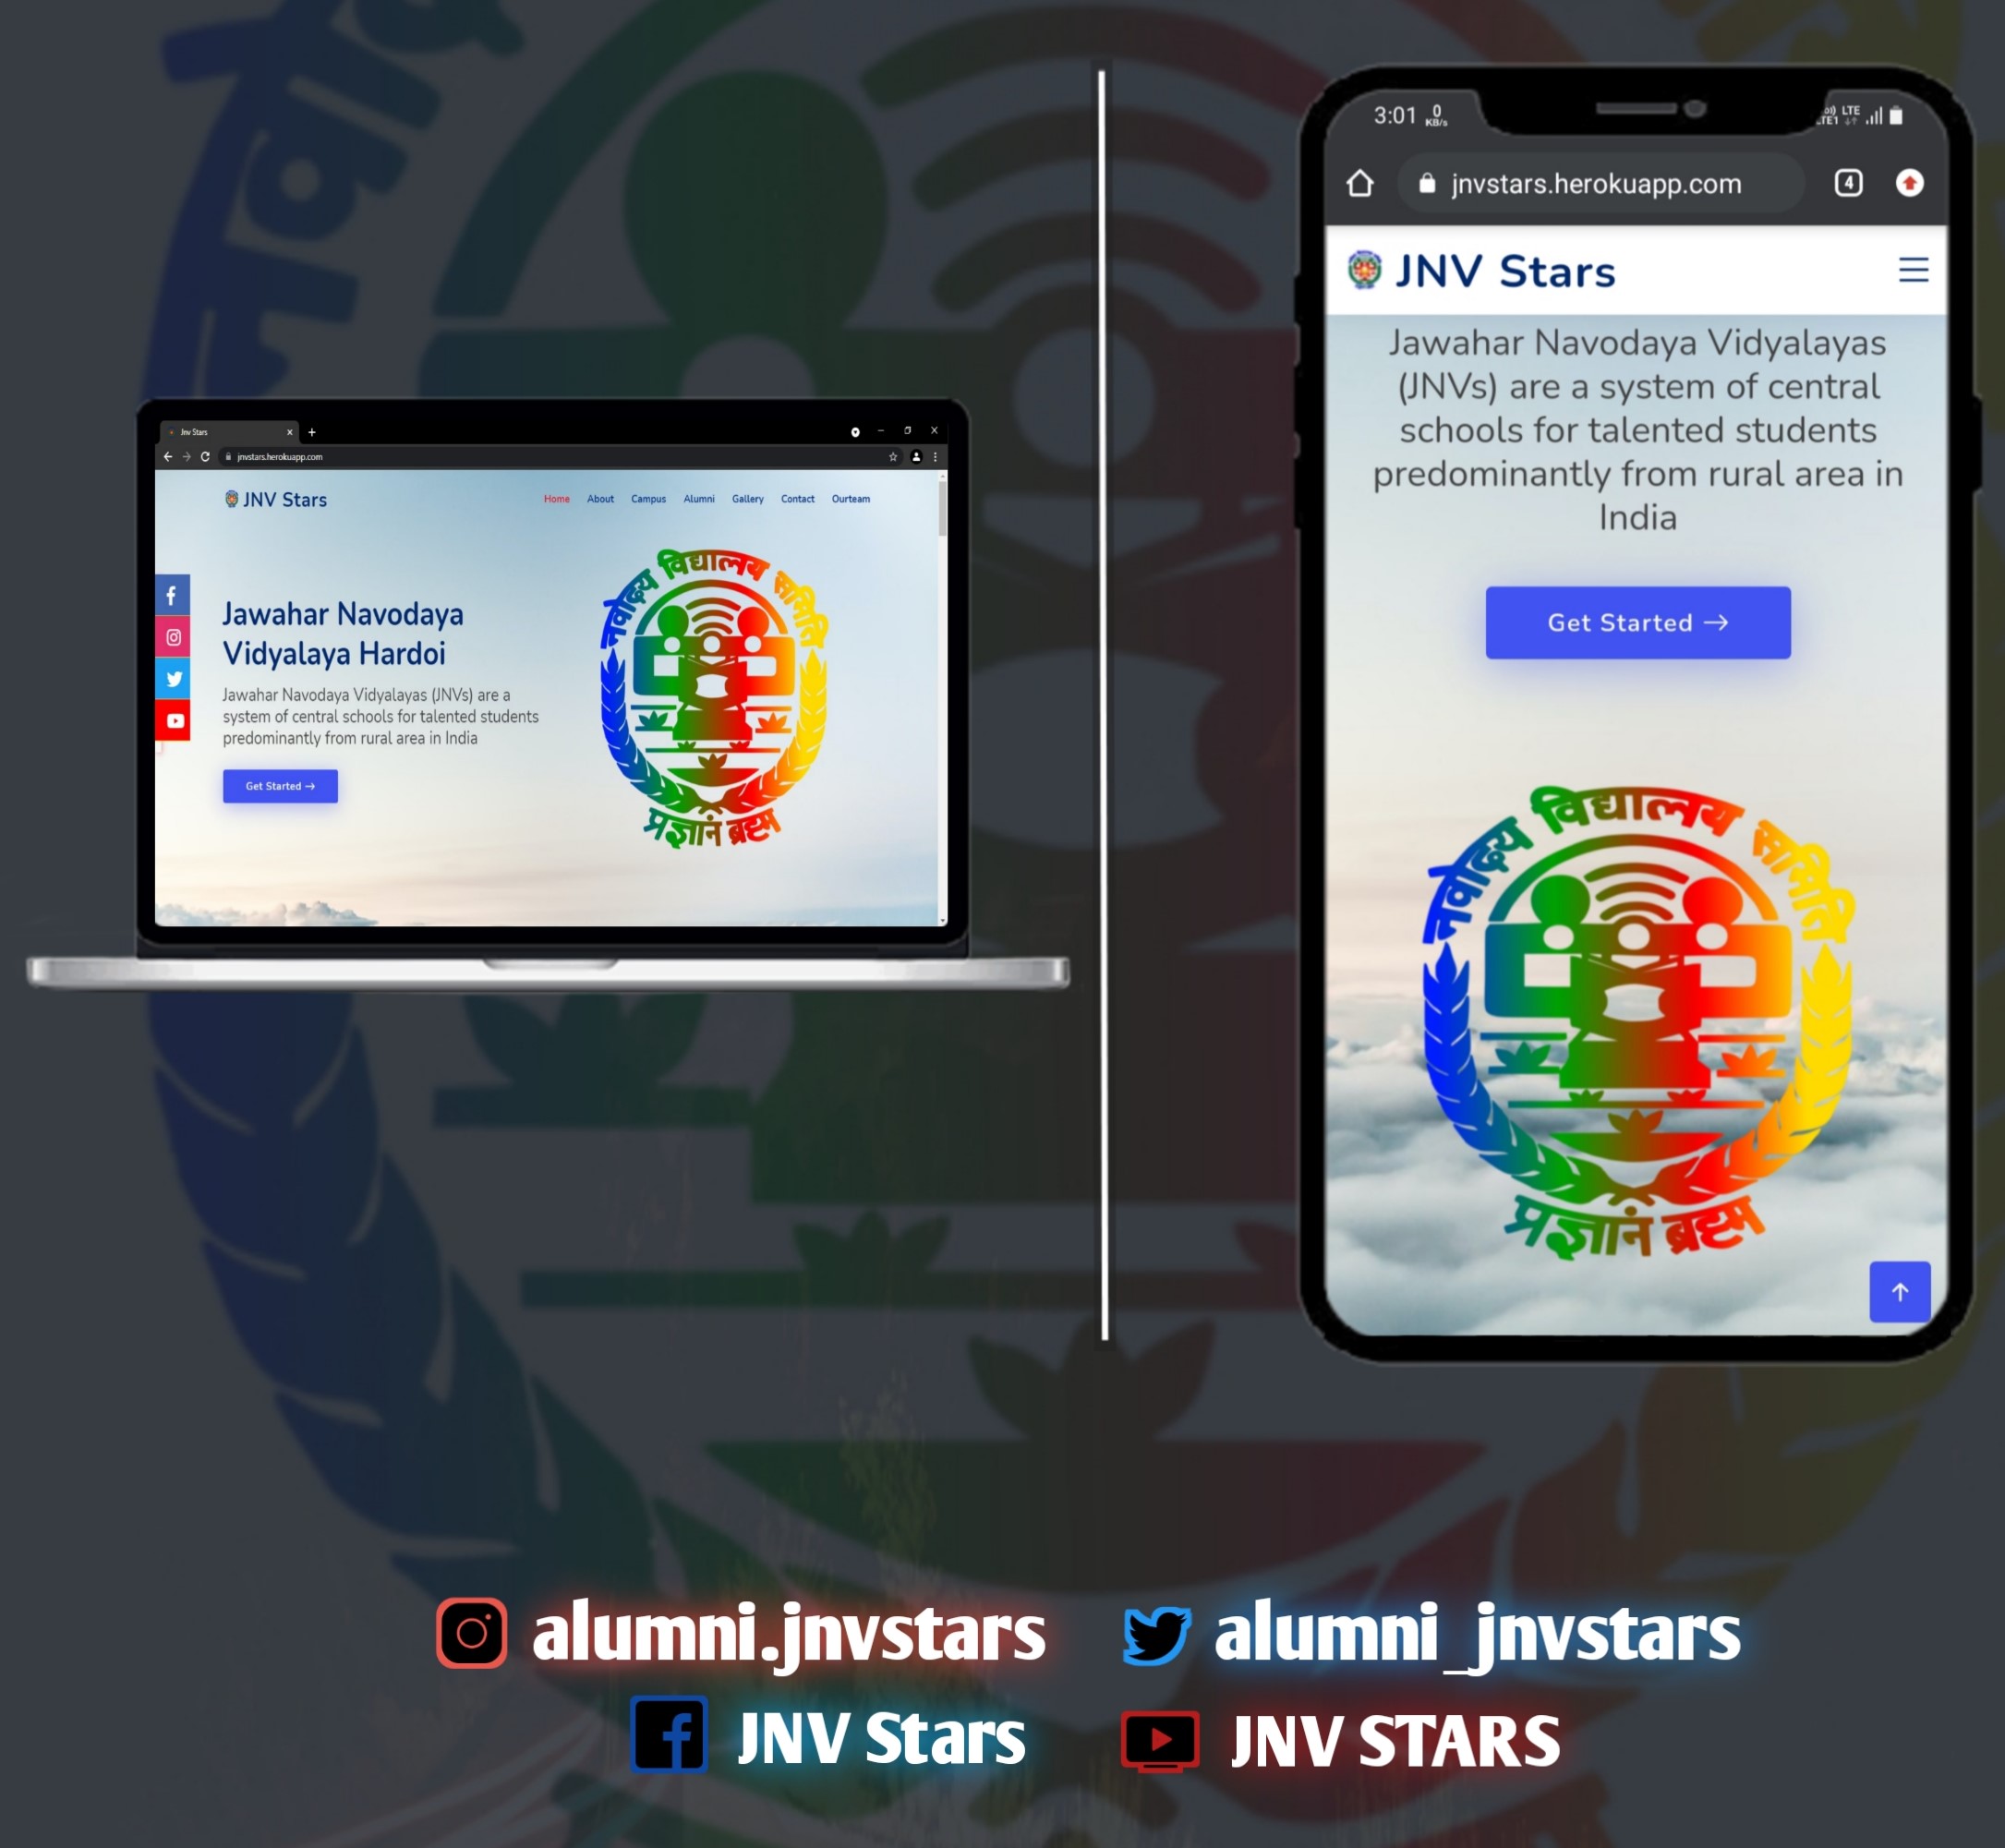 Jnv Stars
jnvstars.herokuapp.com
JNV Stars
Home About Campus Alumni Gallery Contact Ourteam
Jawahar Navodaya
Vidyalaya Hardoi
Jawahar Navodaya Vidyalayas (JNVs) are a
system of central schools for talented students
predominantly from rural area in India
Get Started →
नवोदय विद्यालय समिति
प्रज्ञानं ब्रह्म
3:01 0 KB/s LTE
jnvstars.herokuapp.com 4
JNV Stars
Jawahar Navodaya Vidyalayas
(JNVs) are a system of central
schools for talented students
predominantly from rural area in
India
Get Started →
नवोदय विद्यालय समिति
प्रज्ञानं ब्रह्म
alumni.jnvstars alumni_jnvstars
JNV Stars JNV STARS